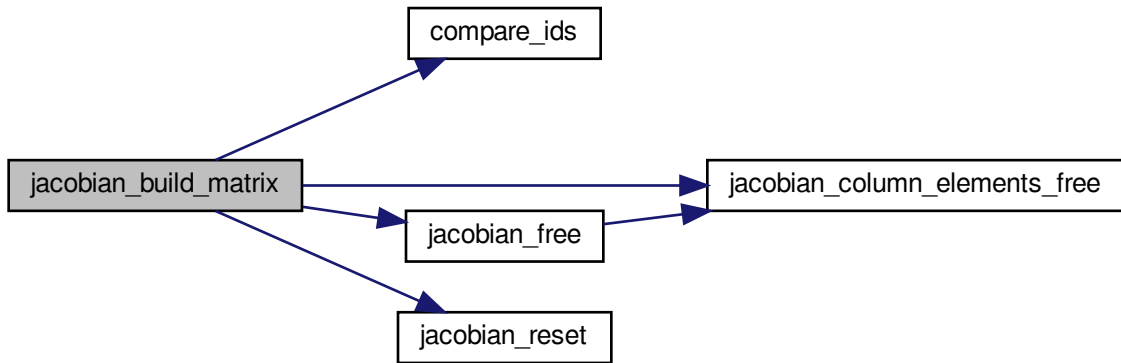 compare_ids
jacobian_build_matrix
jacobian_column_elements_free
jacobian_free
jacobian_reset